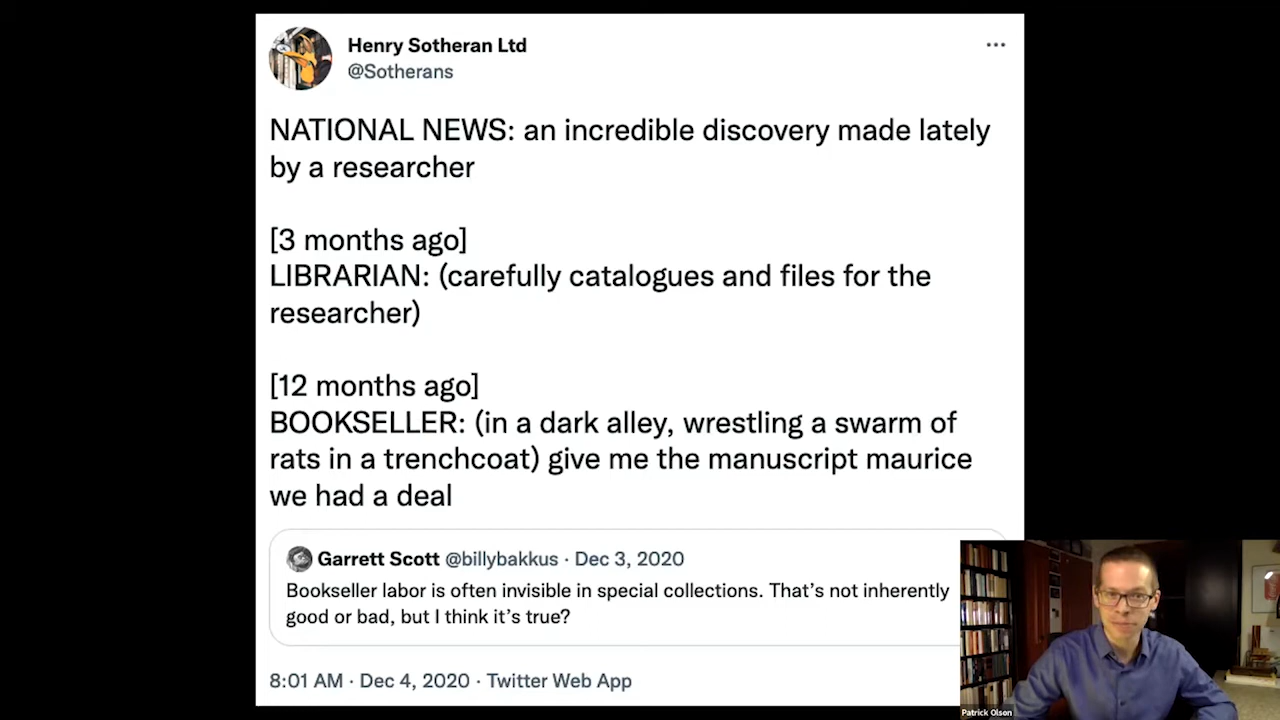 Henry Sotheran Ltd
@Sotherans
NATIONAL NEWS: an incredible discovery made lately
by a researcher
[3 months ago]
LIBRARIAN: (carefully catalogues and files for the
researcher)
[12 months ago]
BOOKSELLER: (in a dark alley, wrestling a swarm of
rats in a trenchcoat) give me the manuscript maurice
we had a deal
Garrett Scott @billybakkus · Dec 3, 2020
Bookseller labor is often invisible in special collections. That’s not inherently
good or bad, but I think it’s true?
8:01 AM · Dec 4, 2020 · Twitter Web App
Patrick Olson